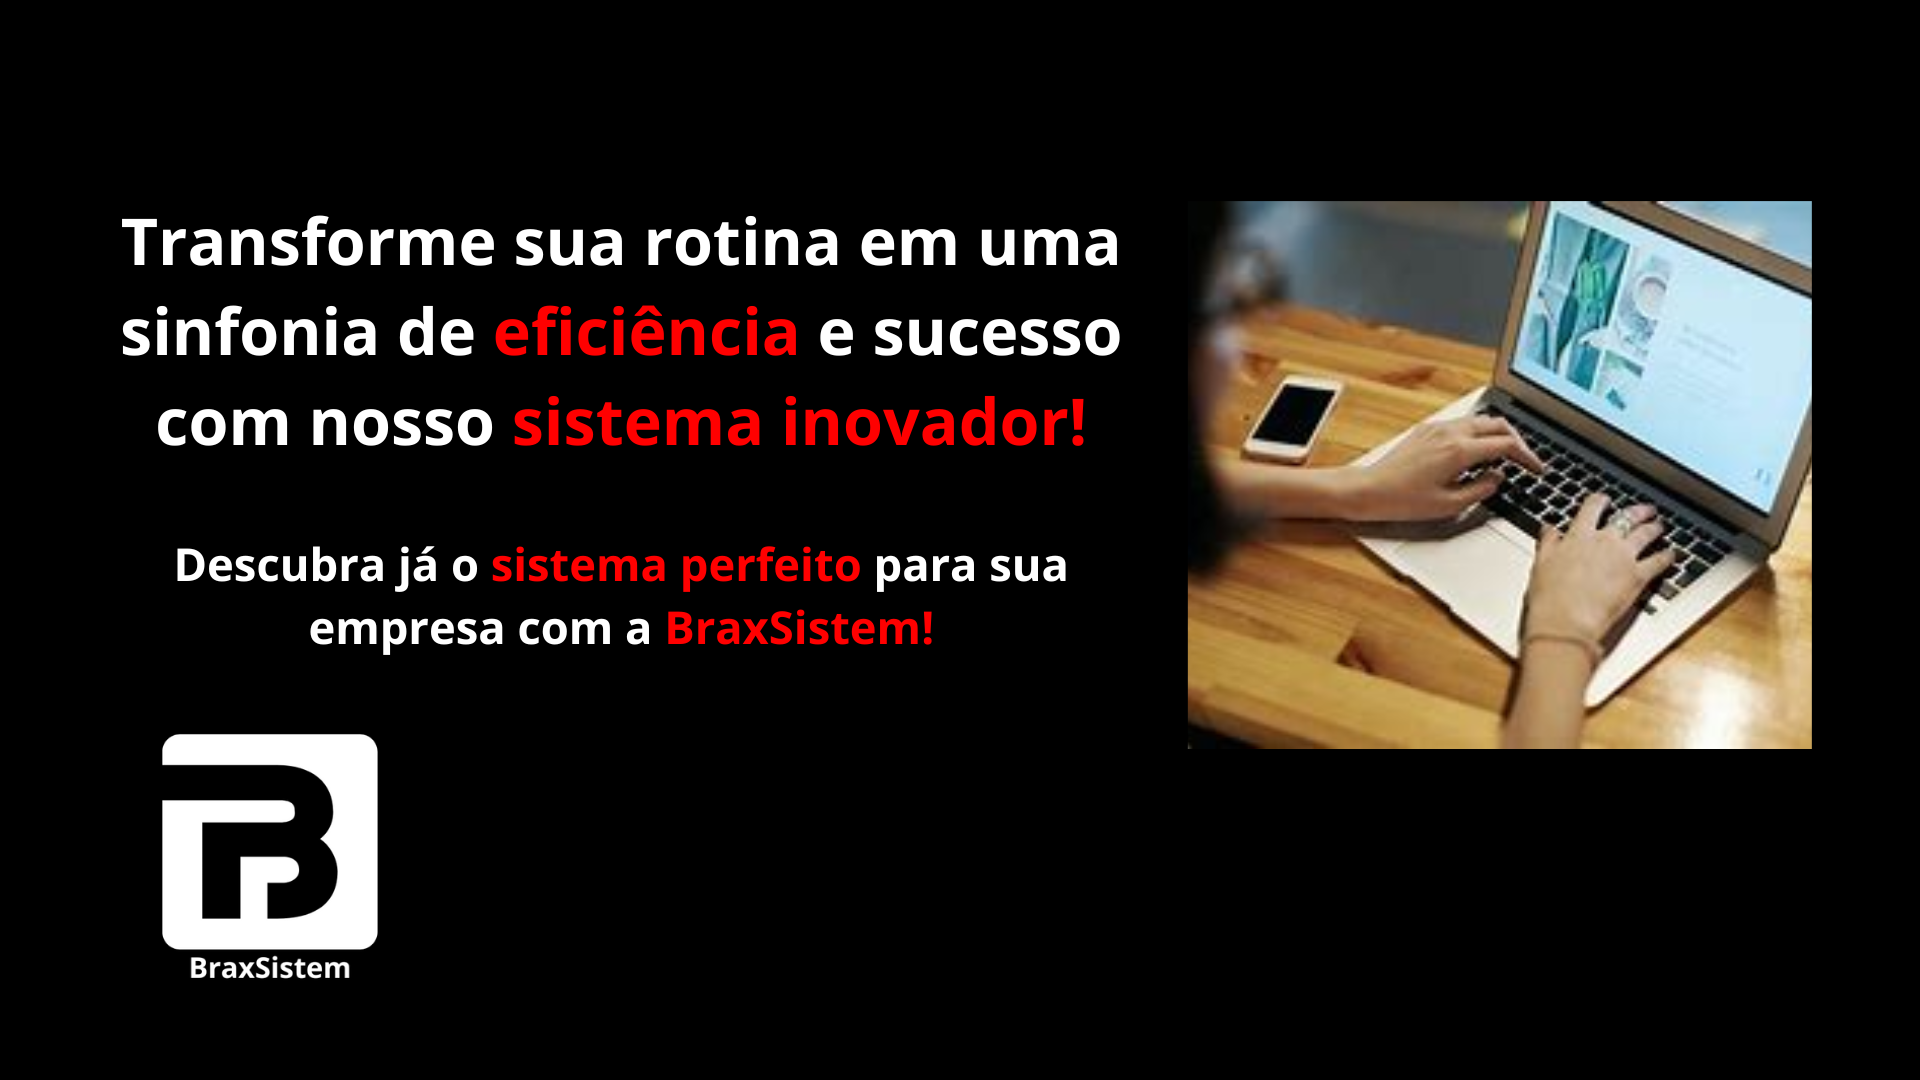 Transforme sua rotina em uma
sinfonia de eficiência e sucesso
com nosso sistema inovador!
Descubra já o sistema perfeito para sua
empresa com a BraxSistem!
BraxSistem